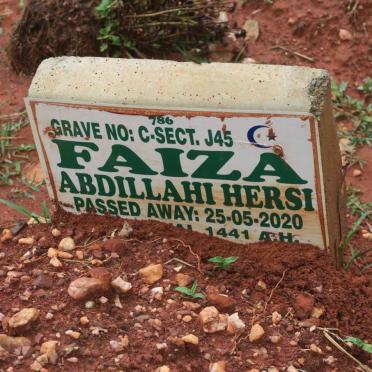 786
GRAVE NO: C-SECT. J45
FAIZA
ABDILLAHI HERSI
PASSED AWAY: 25-05-2020
1441 A.H.